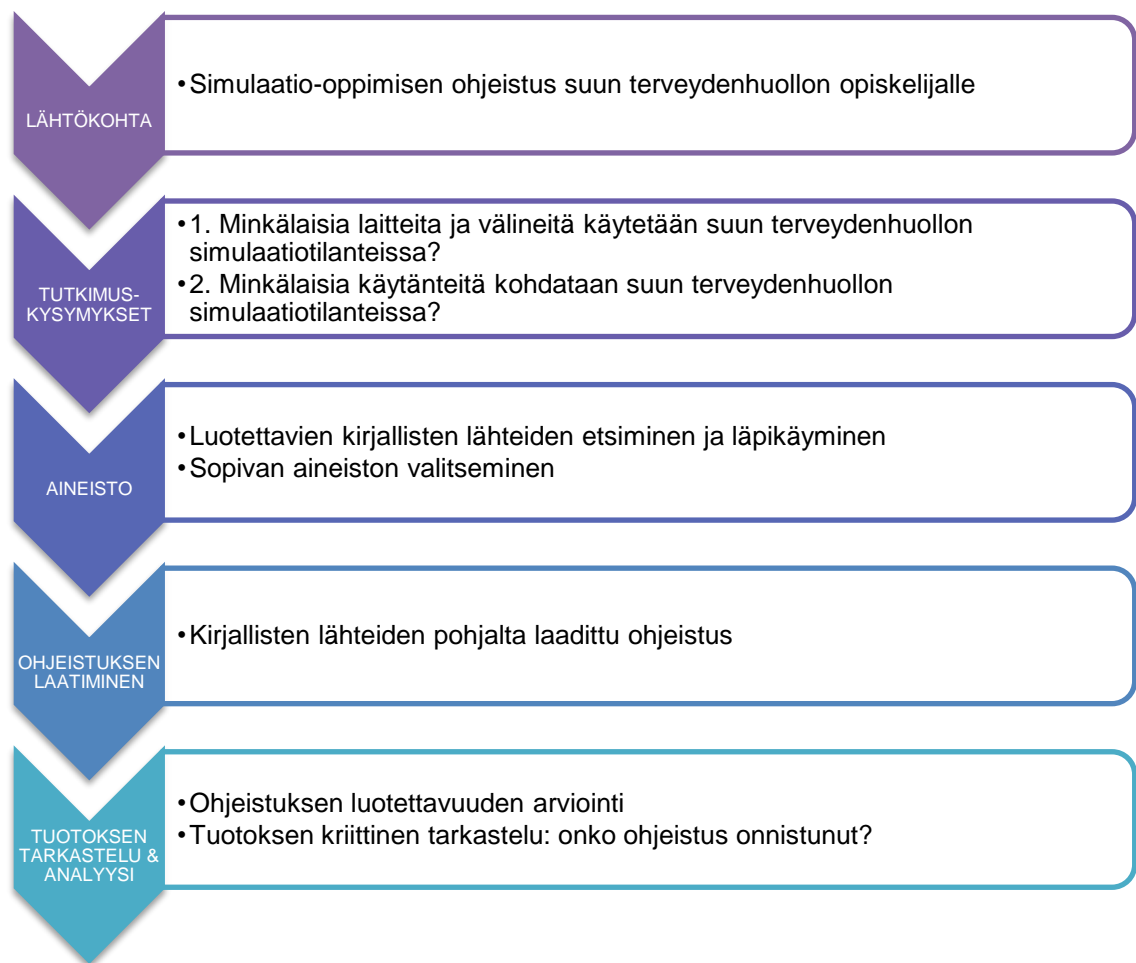 LÄHTÖKOHTA
•Simulaatio-oppimisen ohjeistus suun terveydenhuollon opiskelijalle
TUTKIMUS-
KYSYMYKSET
•1. Minkälaisia laitteita ja välineitä käytetään suun terveydenhuollon
simulaatiotilanteissa?
•2. Minkälaisia käytänteitä kohdataan suun terveydenhuollon
simulaatiotilanteissa?
AINEISTO
•Luotettavien kirjallisten lähteiden etsiminen ja läpikäyminen
•Sopivan aineiston valitseminen
OHJEISTUKSEN
LAATIMINEN
•Kirjallisten lähteiden pohjalta laadittu ohjeistus
TUOTOKSEN
TARKASTELU &
ANALYYSI
•Ohjeistuksen luotettavuuden arviointi
•Tuotoksen kriittinen tarkastelu: onko ohjeistus onnistunut?